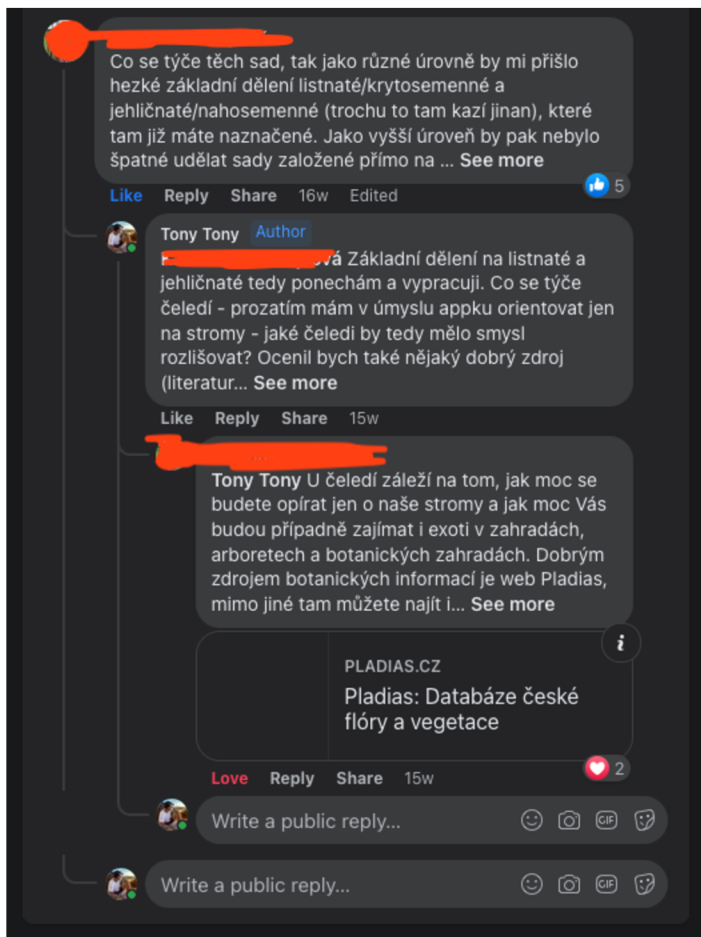 Co se týče těch sad, tak jako různé úrovně by mi přišlo
hezké základní dělení listnaté/krytosemenné a
jehličnaté/nahosemenné (trochu to tam kazí jinan), které
tam již máte naznačené. Jako vyšší úroveň by pak nebylo
špatné udělat sady založené přímo na ... See more
5
Like Reply Share 16w Edited
Tony Tony Author
Základní dělení na listnaté a
jehličnaté tedy ponechám a vypracuji. Co se týče
čeledí - prozatím mám v úmyslu appku orientovat jen
na stromy - jaké čeledi by tedy mělo smysl
rozlišovat? Ocenil bych také nějaký dobrý zdroj
(literatur... See more
Like Reply Share 15w
Tony Tony U čeledí záleží na tom, jak moc se
budete opírat jen o naše stromy a jak moc Vás
budou případně zajímat i exoti v zahradách,
arboretech a botanických zahradách. Dobrým
zdrojem botanických informací je web Pladias,
mimo jiné tam můžete najít i... See more
i
PLADIAS.CZ
Pladias: Databáze české
flóry a vegetace
2
Love Reply Share 15w
Write a public reply... GIF
Write a public reply... GIF